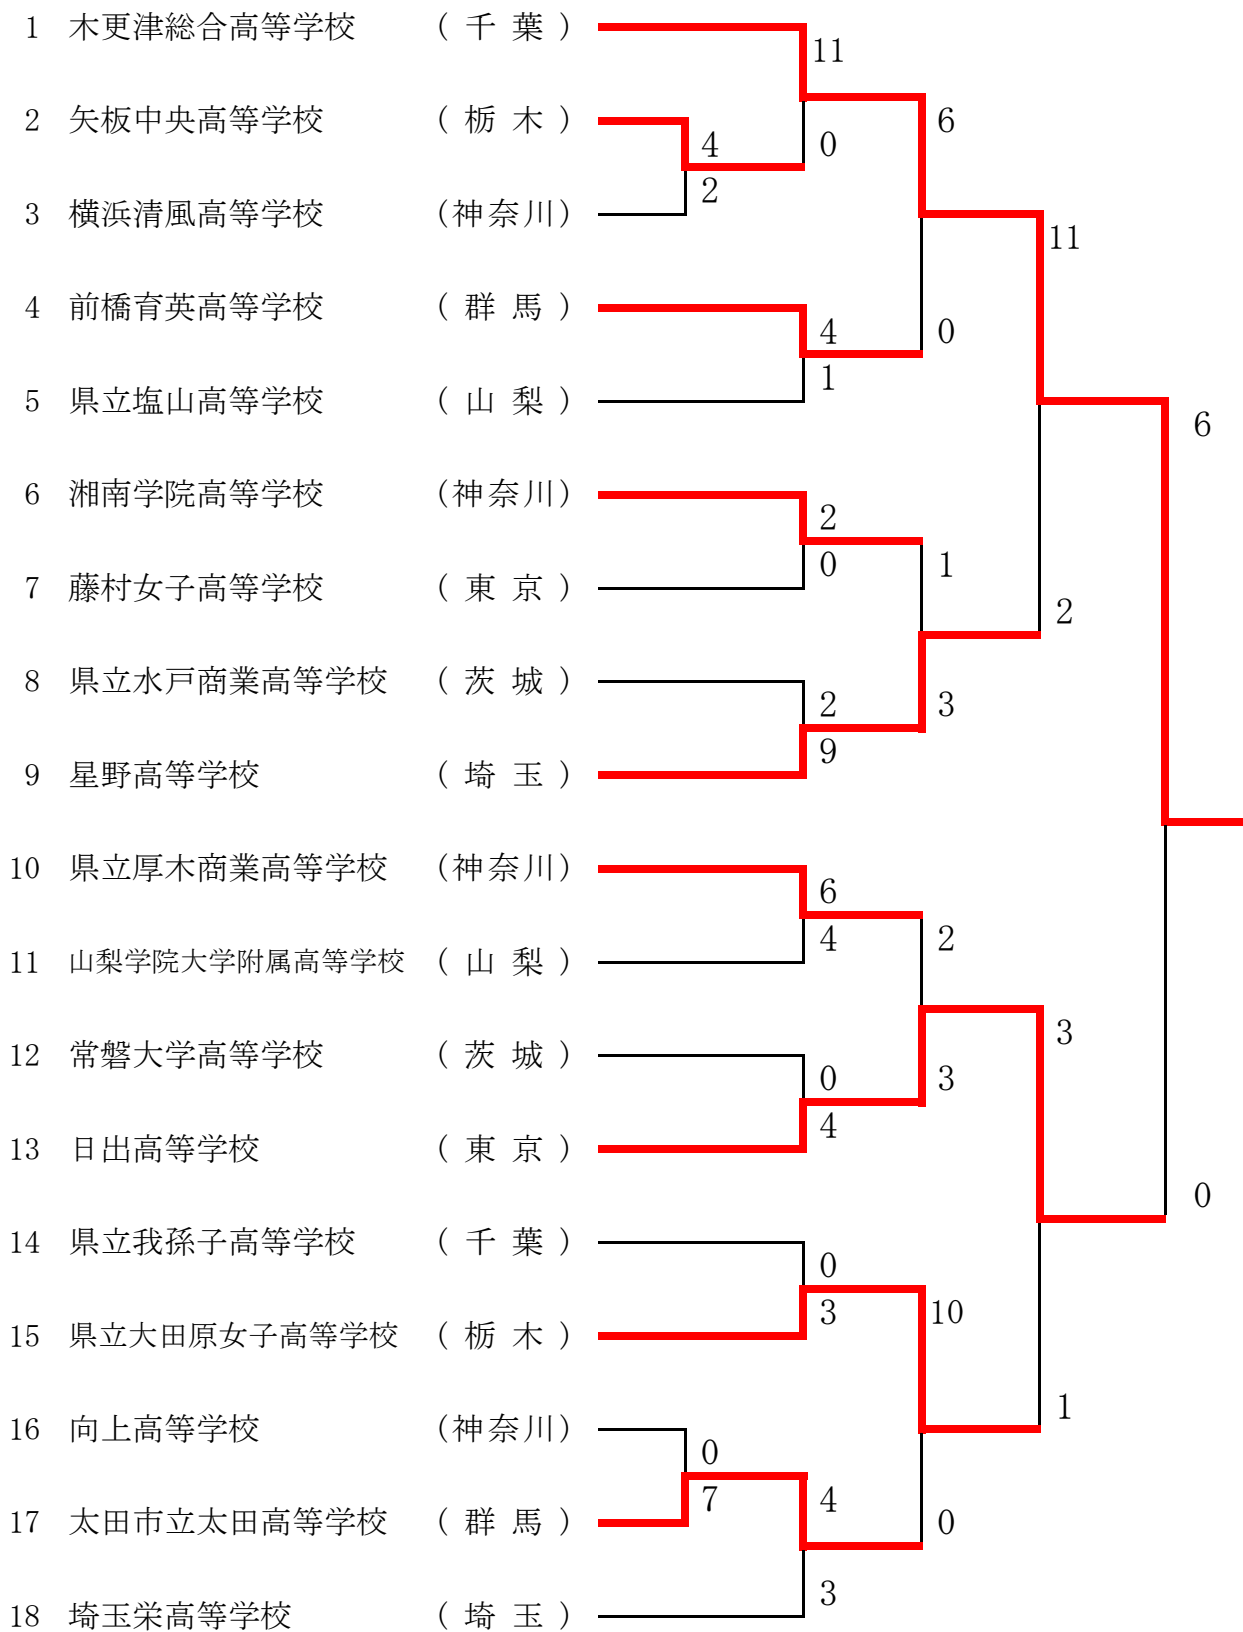 1 木更津総合高等学校 (千葉)
11
2 矢板中央高等学校 (栃木)
6
4
0
2
3 横浜清風高等学校 (神奈川)
11
4 前橋育英高等学校 (群馬)
4
0
1
5 県立塩山高等学校 (山梨)
6
6 湘南学院高等学校 (神奈川)
2
0
1
7 藤村女子高等学校 (東京)
2
8 県立水戸商業高等学校 (茨城)
2
3
9
9 星野高等学校 (埼玉)
10 県立厚木商業高等学校 (神奈川)
6
4
2
11 山梨学院大学附属高等学校 (山梨)
3
12 常磐大学高等学校 (茨城)
0
3
4
13 日出高等学校 (東京)
0
14 県立我孫子高等学校 (千葉)
0
3
10
15 県立大田原女子高等学校 (栃木)
1
16 向上高等学校 (神奈川)
0
7
4
17 太田市立太田高等学校 (群馬)
0
3
18 埼玉栄高等学校 (埼玉)